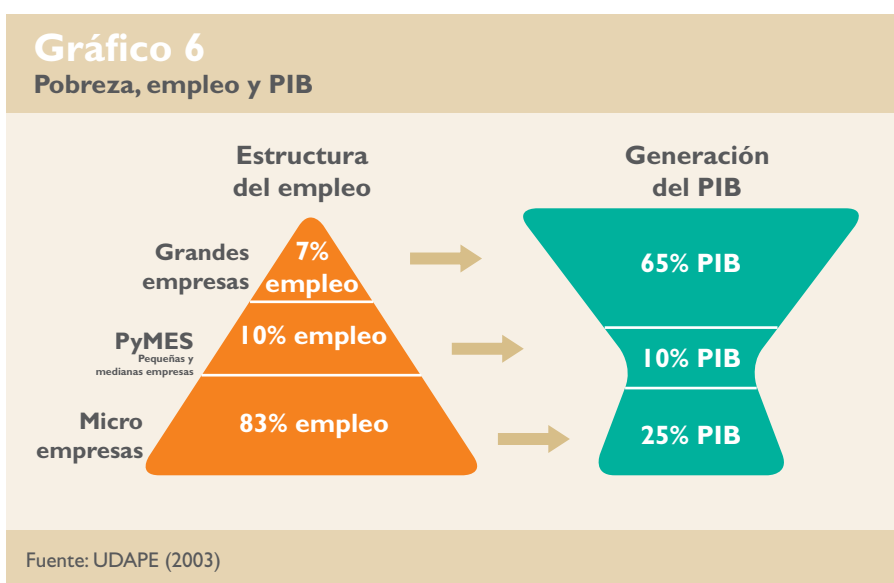 Gráfico 6
Pobreza, empleo y PIB
Estructura
del empleo
Generación
del PIB
Grandes
empresas
7%
empleo
65% PIB
PyMES
Pequeñas y
medianas empresas
10% empleo
10% PIB
Micro
empresas
83% empleo
25% PIB
Fuente: UDAPE (2003)